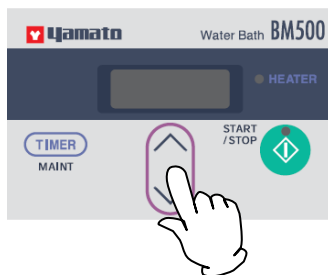 yamato
Water Bath BM500
HEATER
TIMER
MAINT
START
/STOP